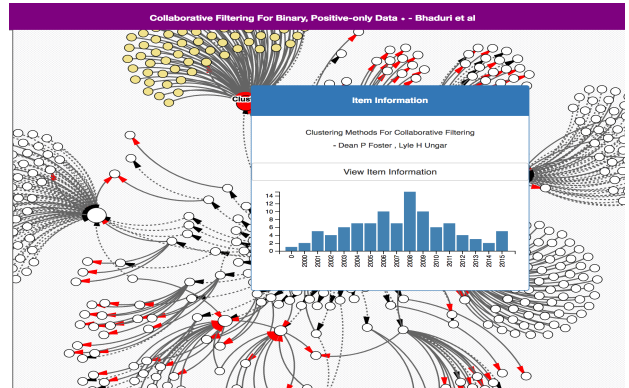 Collaborative Filtering For Binary, Positive-only Data • - Bhaduri et al
Clus
Item Information
Clustering Methods For Collaborative Filtering
- Dean P Foster , Lyle H Ungar
View Item Information
14
12
10
8
6
4
2
0
0 2000 2001 2002 2003 2004 2005 2006 2007 2008 2009 2010 2011 2012 2013 2014 2015